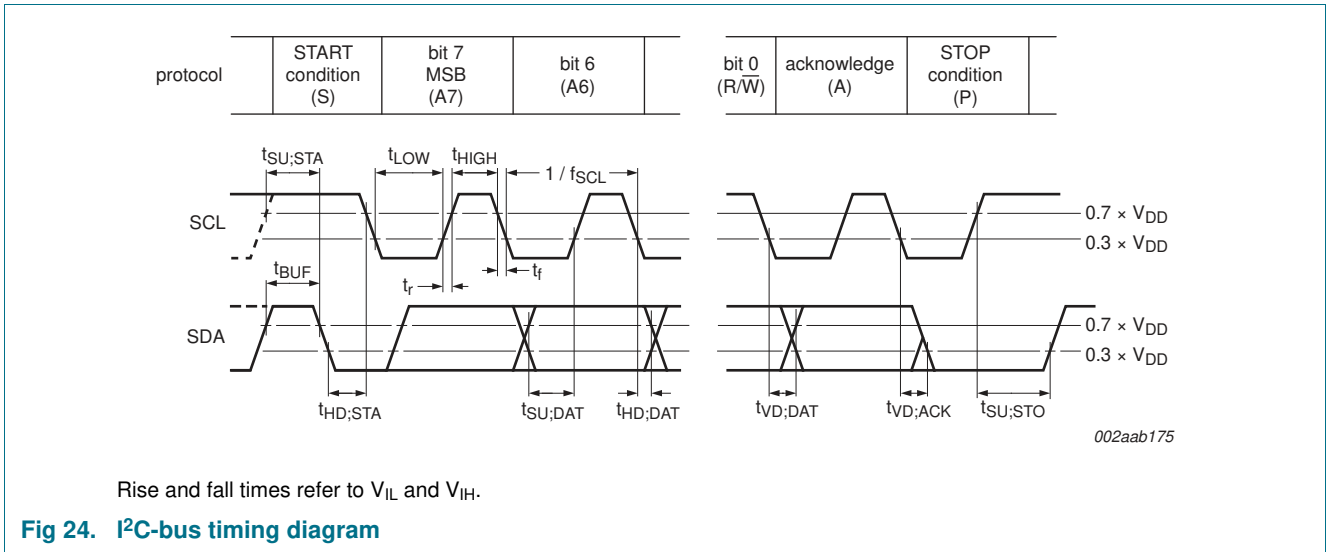 protocol
START condition (S)
bit 7 MSB (A7)
bit 6 (A6)
bit 0 (R/W̅)
acknowledge (A)
STOP condition (P)
tSU;STA
tLOW
tHIGH
1 / fSCL
SCL
0.7 × VDD
0.3 × VDD
tBUF
tr
tf
SDA
0.7 × VDD
0.3 × VDD
tHD;STA
tSU;DAT
tHD;DAT
tVD;DAT
tVD;ACK
tSU;STO
002aab175
Rise and fall times refer to VIL and VIH.
Fig 24. I²C-bus timing diagram